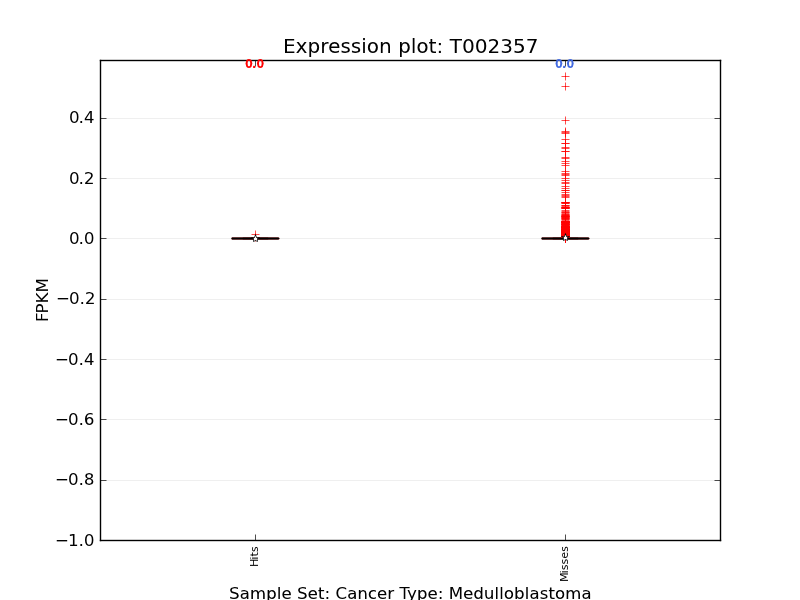 Expression plot: T002357
0.0 0.0
0.4
0.2
0.0
−0.2
−0.4
−0.6
−0.8
−1.0
FPKM
Hits Misses
Sample Set: Cancer Type: Medulloblastoma